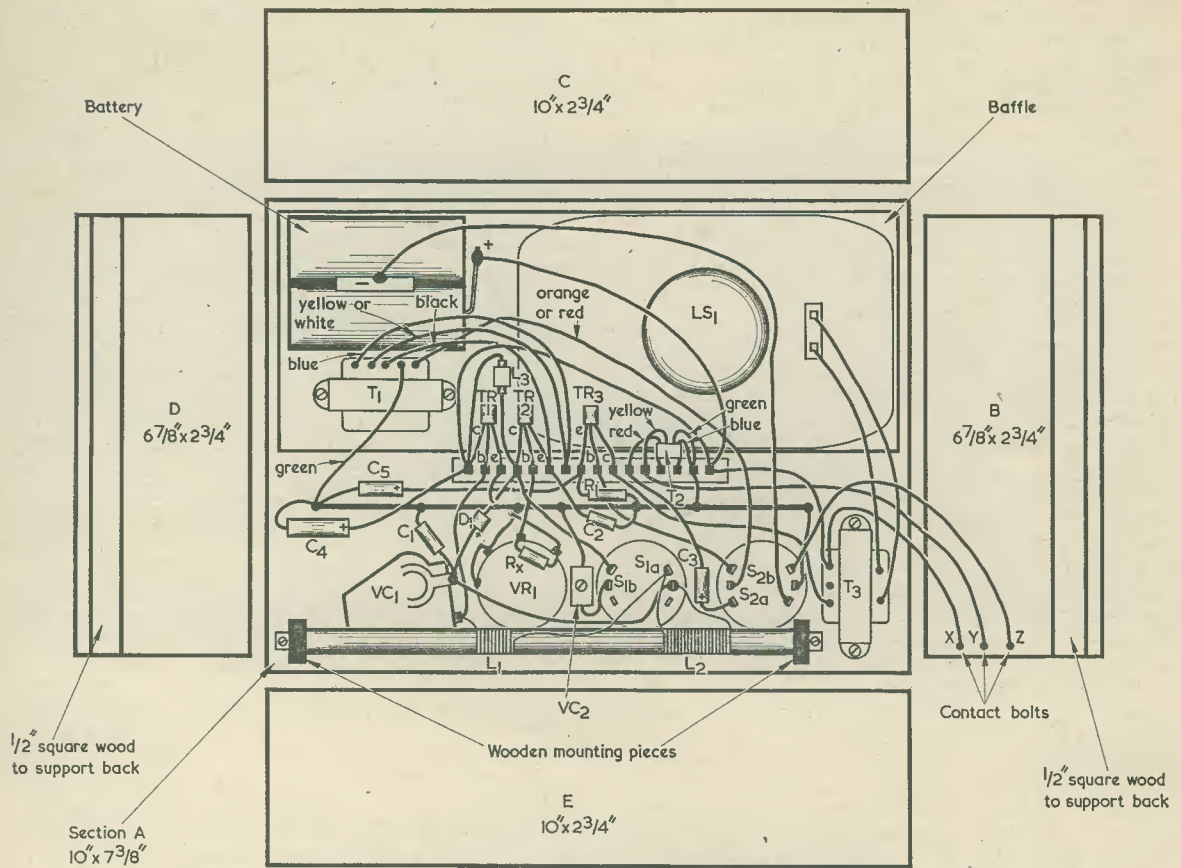 C
10"x 2 3/4"
Battery
Baffle
+
−
yellow or
white
black
orange
or red
LS1
blue
T1
L3
TR
1
TR
2
TR3
yellow
red
green
blue
D
6 7/8"x 2 3/4"
B
6 7/8"x 2 3/4"
c
c
e
b
e
b
e
b
c
green
C5
+
R1
T2
C4
+
C1
D1
C2
Rx
VC1
VR1
S1b
S1a
C3
+
S2b
S2a
T3
X
Y
Z
L1
L2
VC2
Contact bolts
1/2" square wood
to support back
Wooden mounting pieces
1/2" square wood
to support back
Section A
10"x 7 3/8"
E
10"x 2 3/4"